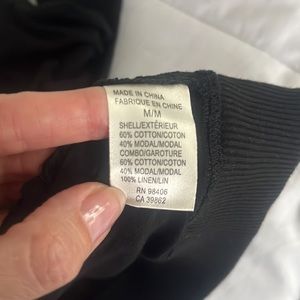 MADE IN CHINA
FABRIQUE EN CHINE
M/M
SHELL/EXTÉRIEUR
60% COTTON/COTON
40% MODAL/MODAL
COMBO/GAROTURE
60% COTTON/COTON
40% MODAL/MODAL
100% LINEN/LIN
RN 98406
CA 39862